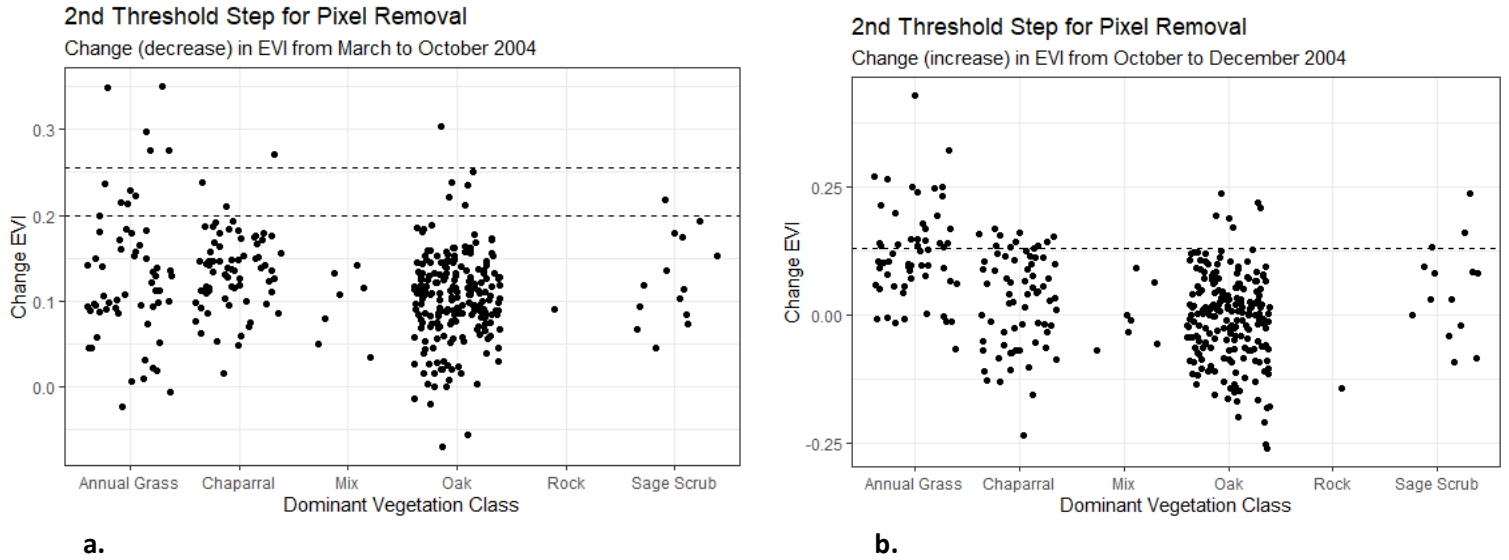 2nd Threshold Step for Pixel Removal
Change (decrease) in EVI from March to October 2004
Change EVI
0.3
0.2
0.1
0.0
Annual Grass Chaparral Mix Oak Rock Sage Scrub
Dominant Vegetation Class
a.
2nd Threshold Step for Pixel Removal
Change (increase) in EVI from October to December 2004
Change EVI
0.25
0.00
-0.25
Annual Grass Chaparral Mix Oak Rock Sage Scrub
Dominant Vegetation Class
b.